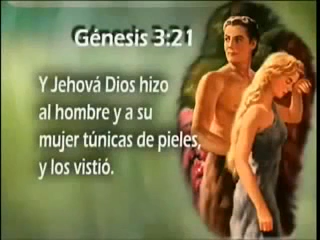 Génesis 3:21
Y Jehová Dios hizo
al hombre y a su
mujer túnicas de pieles,
y los vistió.